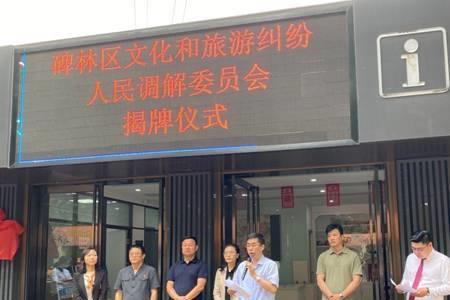 碑林区文化和旅游纠纷
人民调解委员会
揭牌仪式
i